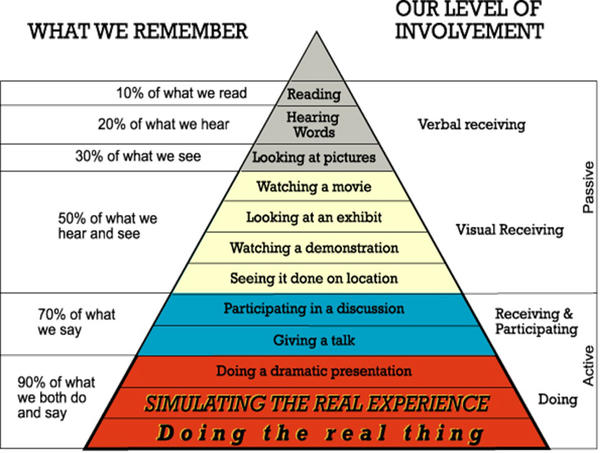 WHAT WE REMEMBER
OUR LEVEL OF
INVOLVEMENT
10% of what we read
Reading
20% of what we hear
Hearing
Words
Verbal receiving
30% of what we see
Looking at pictures
Watching a movie
50% of what we
hear and see
Looking at an exhibit
Watching a demonstration
Seeing it done on location
Visual Receiving
Passive
70% of what
we say
Participating in a discussion
Giving a talk
Receiving &
Participating
90% of what
we both do
and say
Doing a dramatic presentation
SIMULATING THE REAL EXPERIENCE
Doing the real thing
Doing
Active